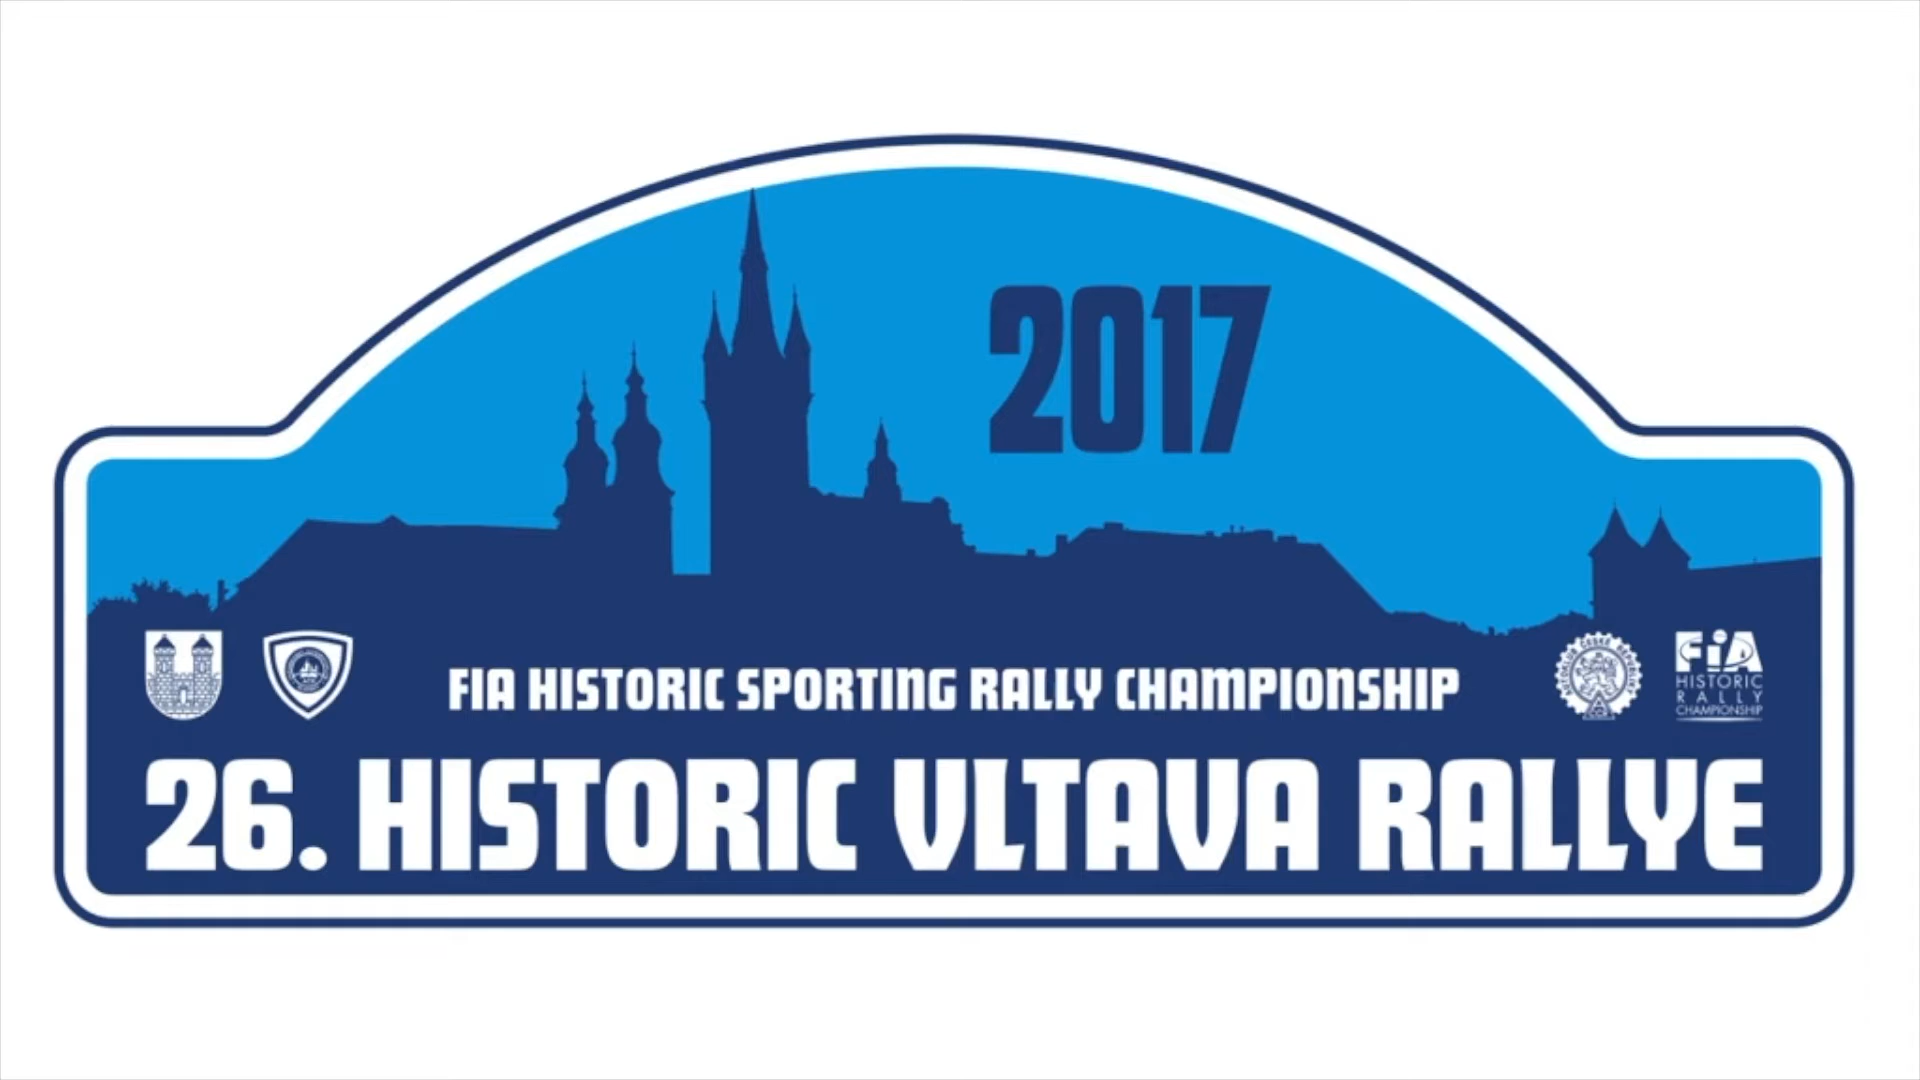 2017
FIA HISTORIC SPORTING RALLY CHAMPIONSHIP
FiA
HISTORIC
RALLY
CHAMPIONSHIP
26. HISTORIC VLTAVA RALLYE